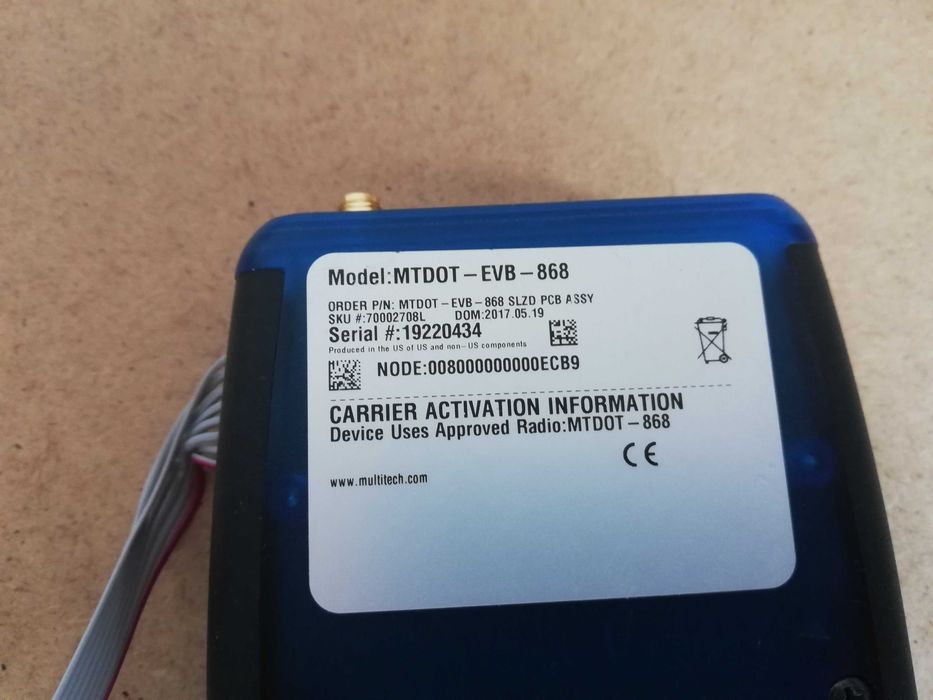 Model:MTDOT-EVB-868
ORDER P/N: MTDOT-EVB-868 SLZD PCB ASSY
SKU #:70002708L DOM:2017.05.19
Serial #:19220434
Produced in the US of US and non-US components
NODE:008000000000ECB9
CARRIER ACTIVATION INFORMATION
Device Uses Approved Radio:MTDOT-868
CE
www.multitech.com